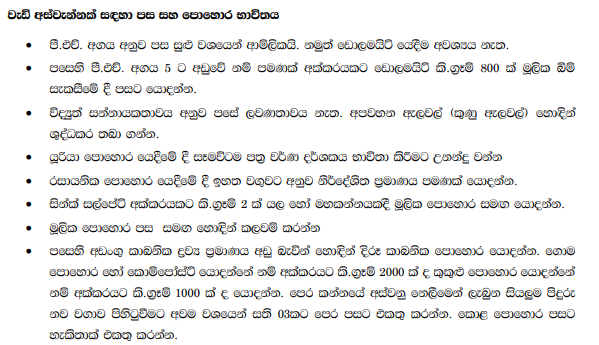 වැඩි අස්වැන්නක් සඳහා පස සහ පොහොර භාවිතය
• පී.එච්. අගය අනුව පස සුළු වශයෙන් ආම්ලිකයි. නමුත් ඩොලමයිට් යෙදීම අවශ්‍යය නැත.
• පසෙහි පී.එච්. අගය 5 ට අඩුවේ නම් පමණක් අක්කරයකට ඩොලමයිට් කි.ග්‍රෑම් 800 ක් මූලික බිම්
සැකසීමේ දී පසට යොදන්න.
• විද්‍යුත් සන්නායකතාවය අනුව පසේ ලවණතාවය නැත. අපවහන ඇලවල් (කුණු ඇලවල්) හොඳින්
ශුද්ධකර තබා ගන්න.
• යූරියා පොහොර යෙදීමේ දී සෑමවිටම පත්‍ර වර්ණ දර්ශකය භාවිතා කිරීමට උනන්දු වන්න
• රසායනික පොහොර යෙදීමේ දී ඉහත වගුවට අනුව නිර්දේශිත ප්‍රමාණය පමණක් යොදන්න.
• සින්ක් සල්පේට් අක්කරයකට කි.ග්‍රෑම් 2 ක් යල හෝ මහකන්නයකදී මූලික පොහොර සමඟ යොදන්න.
• මූලික පොහොර පස සමඟ හොඳින් කලවම් කරන්න
• පසෙහි අඩංගු කාබනික ද්‍රව්‍ය ප්‍රමාණය අඩු බැවින් හොඳින් දිරූ කාබනික පොහොර යොදන්න. ගොම
පොහොර හෝ කොම්පෝස්ට් යොදන්නේ නම් අක්කරයට කි.ග්‍රෑම් 2000 ක් ද කුකුළු පොහොර යොදන්නේ
නම් අක්කරයට කි.ග්‍රෑම් 1000 ක් ද යොදන්න. පෙර කන්නයේ අස්වනු නෙලීමෙන් ලැබුන සියලුම පිදුරු
නව වගාව පිහිටුවීමට අවම වශයෙන් සති 03කට පෙර පසට එකතු කරන්න. කොළ පොහොර පසට
හැකිතාක් එකතු කරන්න.